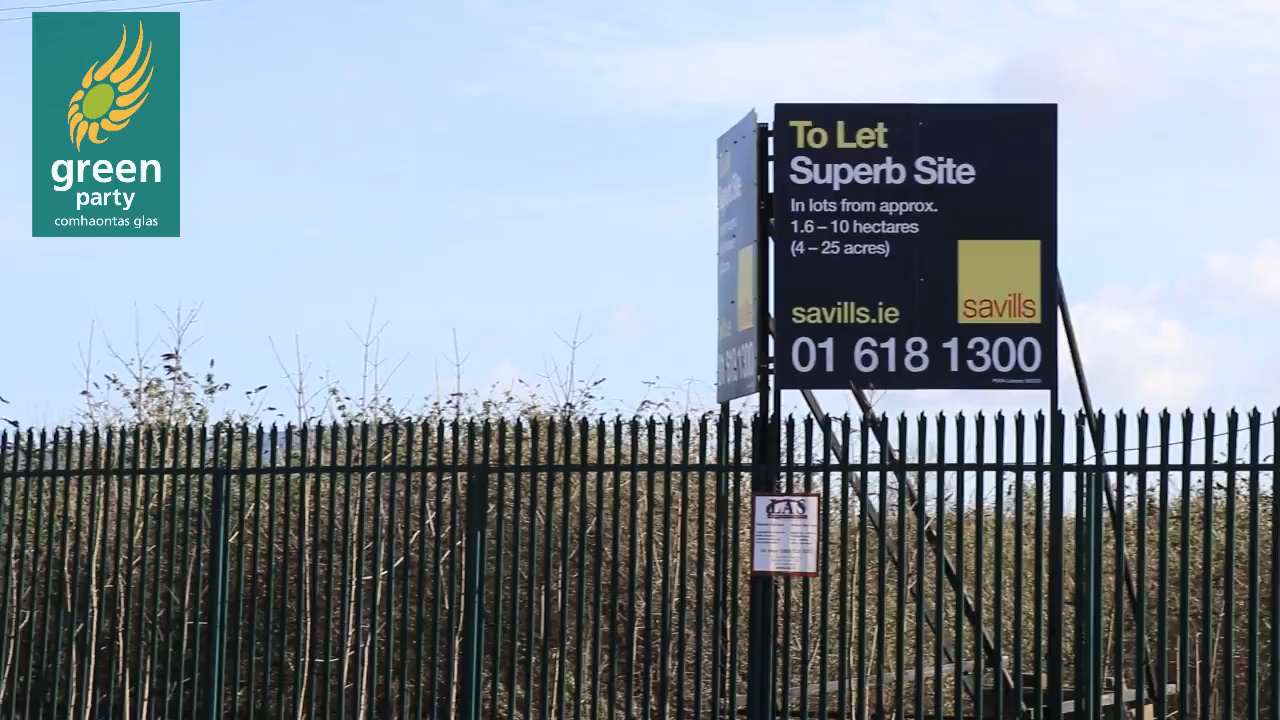 green
party
comhaontas glas
To Let
Superb Site
In lots from approx.
1.6 – 10 hectares
(4 – 25 acres)
savills
savills.ie
01 618 1300
LAS